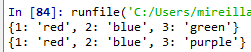 In [84]: runfile('C:/Users/mireilla
{1: 'red', 2: 'blue', 3: 'green'}
{1: 'red', 2: 'blue', 3: 'purple'}